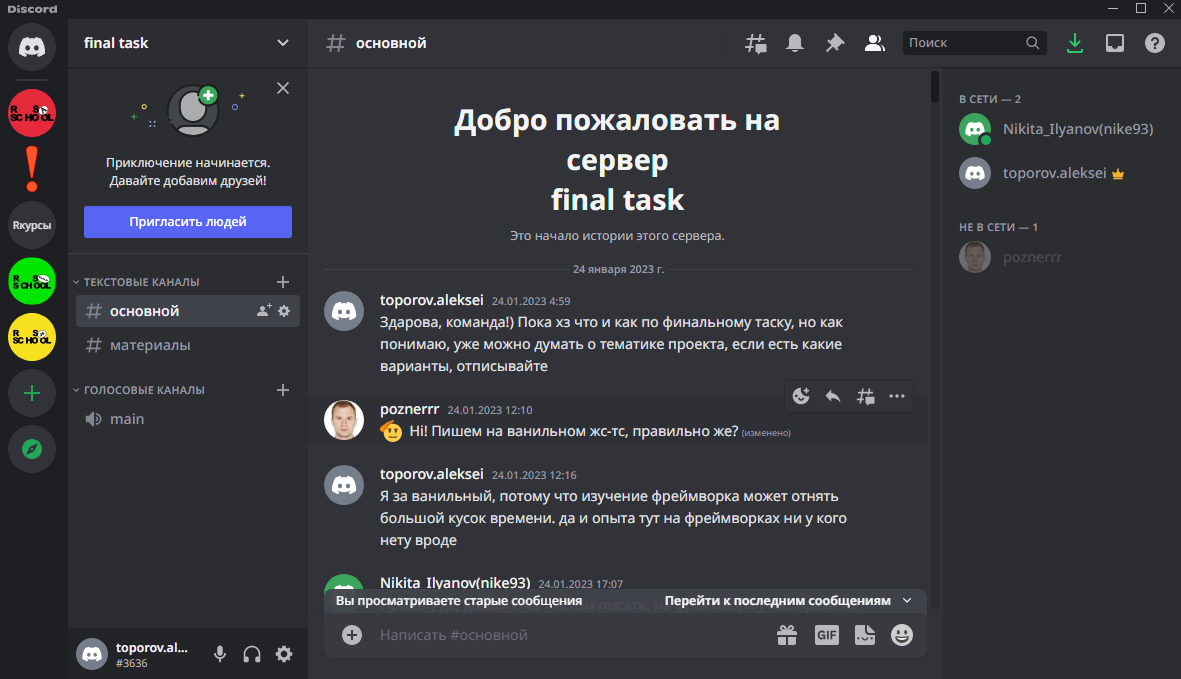 Discord
final task
основной
Поиск
RS SCHOOL
Rкурсы
RS SCHOOL
RS SCHOOL
Приключение начинается.
Давайте добавим друзей!
Пригласить людей
ТЕКСТОВЫЕ КАНАЛЫ
основной
материалы
ГОЛОСОВЫЕ КАНАЛЫ
main
toporov.al...
#3636
Добро пожаловать на
сервер
final task
Это начало истории этого сервера.
24 января 2023 г.
toporov.aleksei 24.01.2023 4:59
Здарова, команда!) Пока хз что и как по финальному таску, но как
понимаю, уже можно думать о тематике проекта, если есть какие
варианты, отписывайте
poznerrr 24.01.2023 12:10
Hi! Пишем на ванильном жс-тс, правильно же? (изменено)
toporov.aleksei 24.01.2023 12:16
Я за ванильный, потому что изучение фреймворка может отнять
большой кусок времени. да и опыта тут на фреймворках ни у кого
нету вроде
Nikita_Ilyanov(nike93) 24.01.2023 17:07
Вы просматриваете старые сообщения Перейти к последним сообщениям
Написать #основной
GIF
В СЕТИ — 2
Nikita_Ilyanov(nike93)
toporov.aleksei
НЕ В СЕТИ — 1
poznerrr